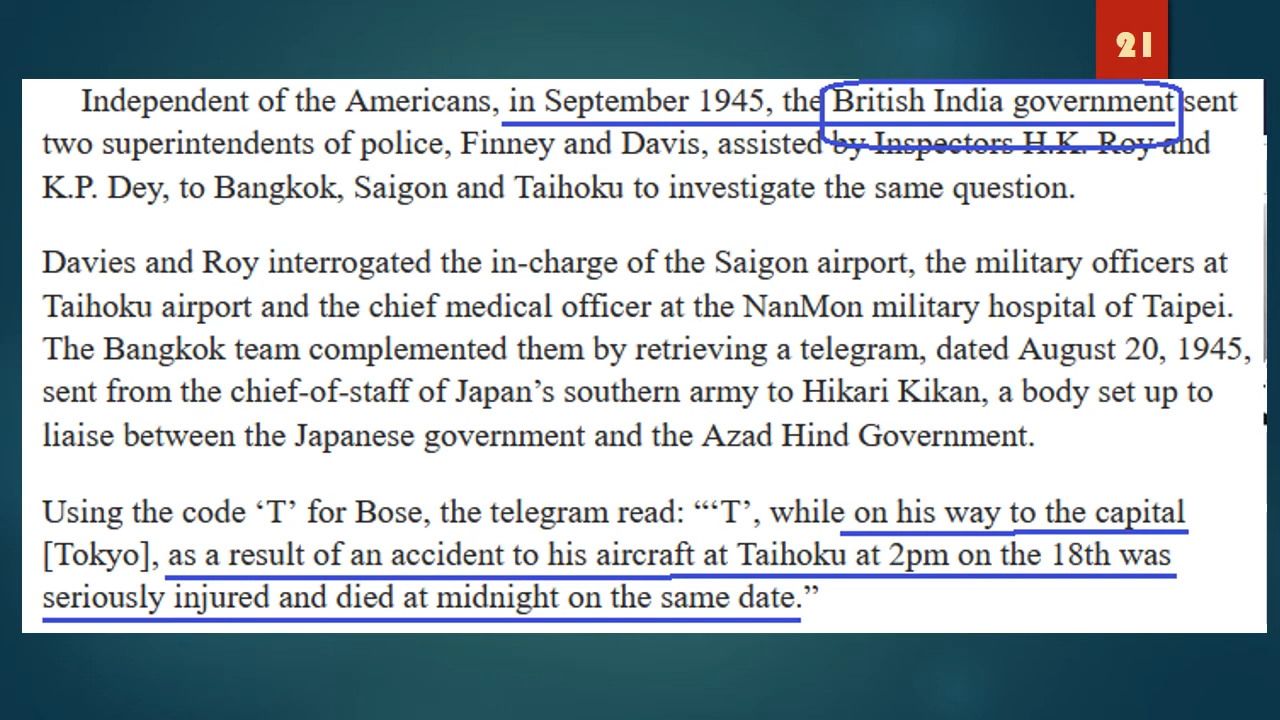 21
Independent of the Americans, in September 1945, the British India government sent
two superintendents of police, Finney and Davis, assisted by Inspectors H.K. Roy and
K.P. Dey, to Bangkok, Saigon and Taihoku to investigate the same question.
Davies and Roy interrogated the in-charge of the Saigon airport, the military officers at
Taihoku airport and the chief medical officer at the NanMon military hospital of Taipei.
The Bangkok team complemented them by retrieving a telegram, dated August 20, 1945,
sent from the chief-of-staff of Japan’s southern army to Hikari Kikan, a body set up to
liaise between the Japanese government and the Azad Hind Government.
Using the code ‘T’ for Bose, the telegram read: “‘T’, while on his way to the capital
[Tokyo], as a result of an accident to his aircraft at Taihoku at 2pm on the 18th was
seriously injured and died at midnight on the same date.”